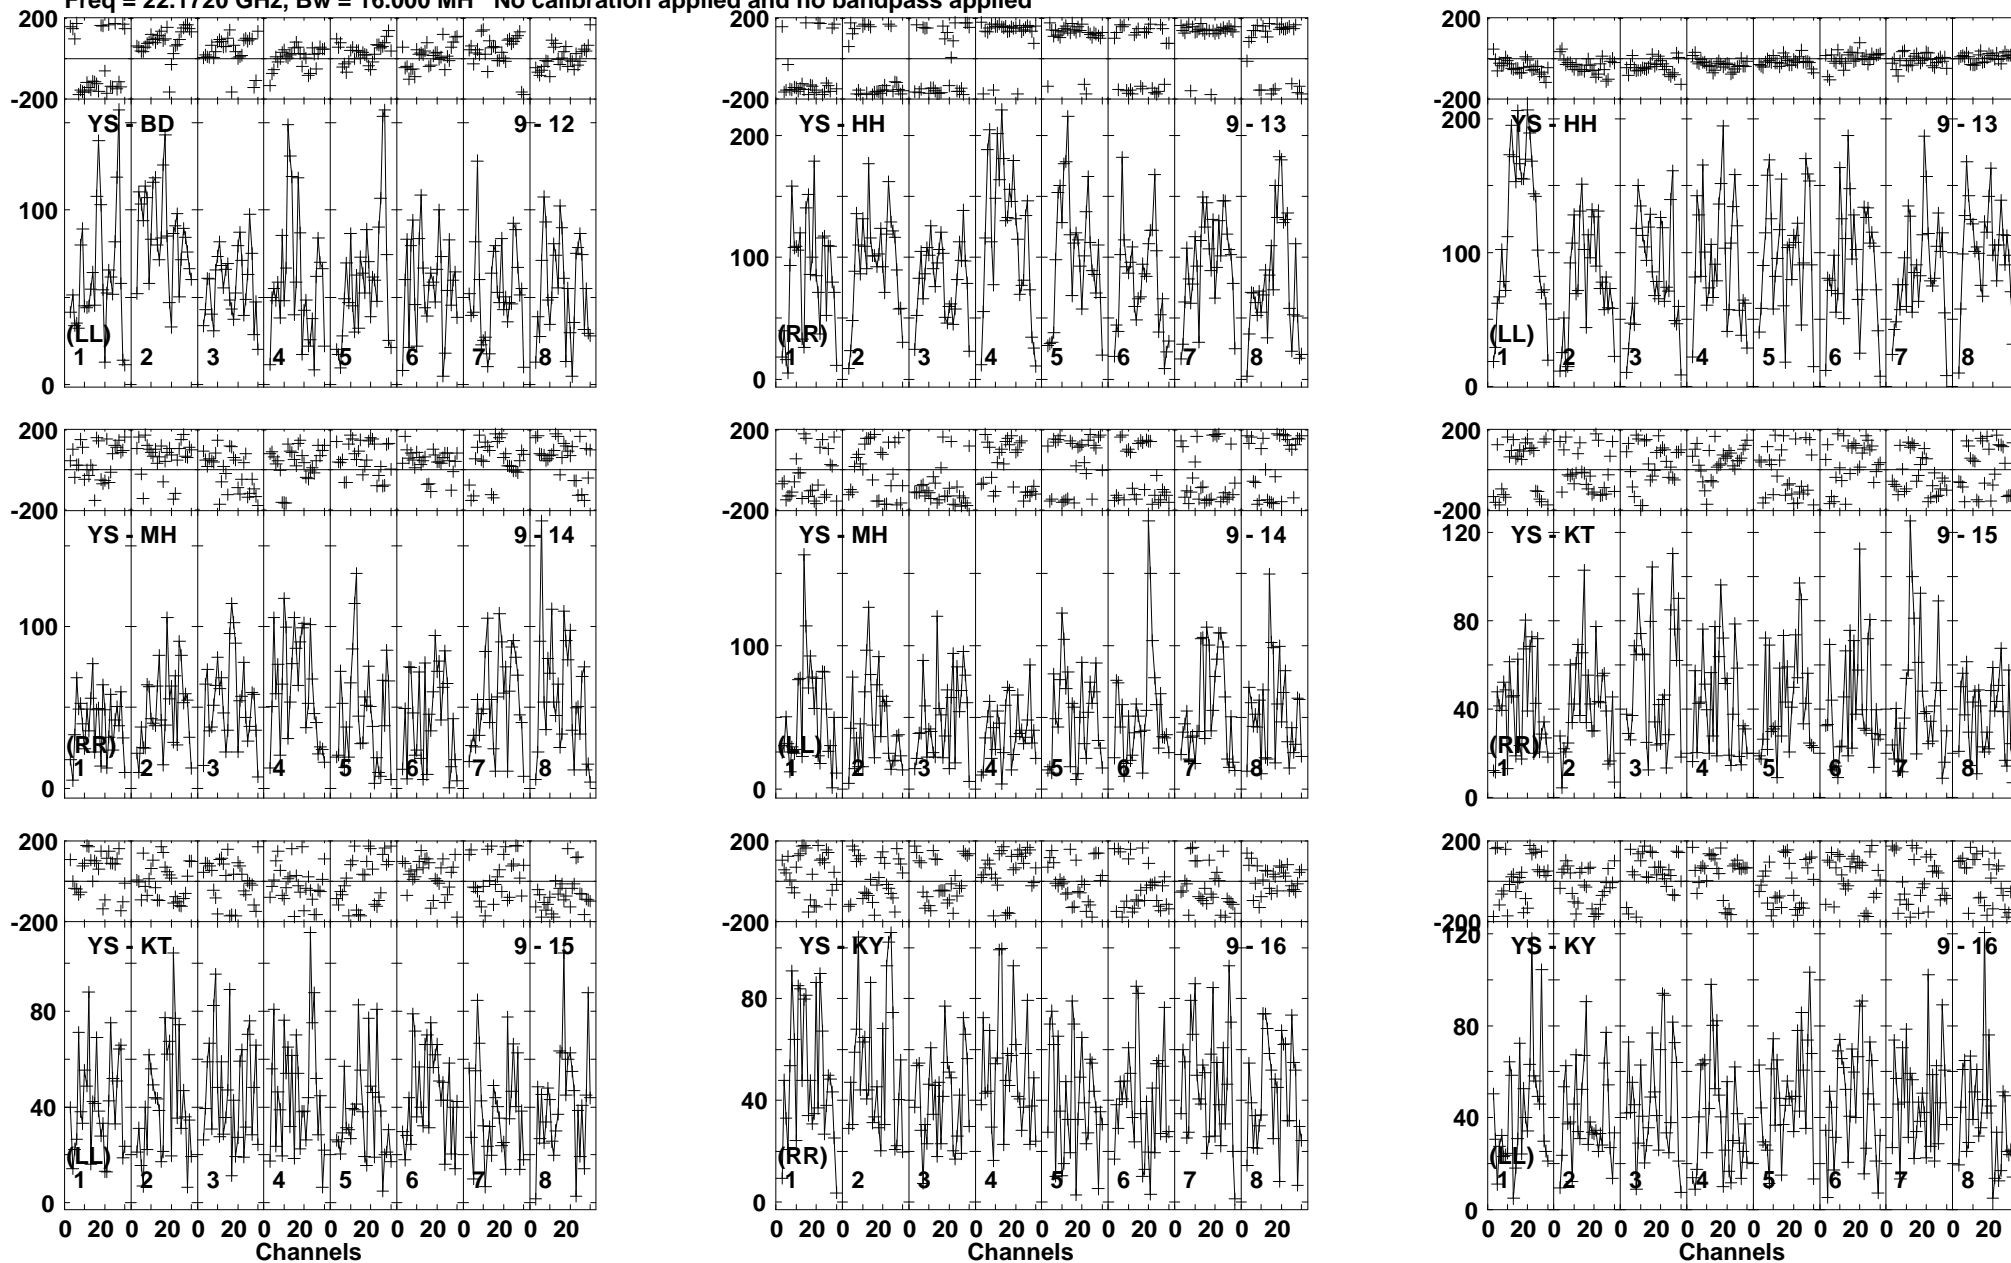 Freq = 22.1720 GHz, Bw = 16.000 MH No calibration applied and no bandpass applied
200
-200
YS - BD 9 - 12
100
0
(LL)
1 2 3 4 5 6 7 8
200
-200
YS - HH 9 - 13
200
100
0
(RR)
1 2 3 4 5 6 7 8
200
-200
YS - HH 9 - 13
200
100
0
(LL)
1 2 3 4 5 6 7 8
200
-200
YS - MH 9 - 14
100
0
(RR)
1 2 3 4 5 6 7 8
200
-200
YS - MH 9 - 14
100
0
(LL)
1 2 3 4 5 6 7 8
200
-200
YS - KT 9 - 15
120
80
40
0
(RR)
1 2 3 4 5 6 7 8
200
-200
YS - KT 9 - 15
80
40
0
(LL)
1 2 3 4 5 6 7 8
0 20 0 20 0 20 0 20 0 20 0 20 0 20 0 20
Channels
200
-200
YS - KY 9 - 16
80
40
0
(RR)
1 2 3 4 5 6 7 8
0 20 0 20 0 20 0 20 0 20 0 20 0 20 0 20
Channels
200
-200
YS - KY 9 - 16
120
80
40
0
(LL)
1 2 3 4 5 6 7 8
0 20 0 20 0 20 0 20 0 20 0 20 0 20 0 20
Channels